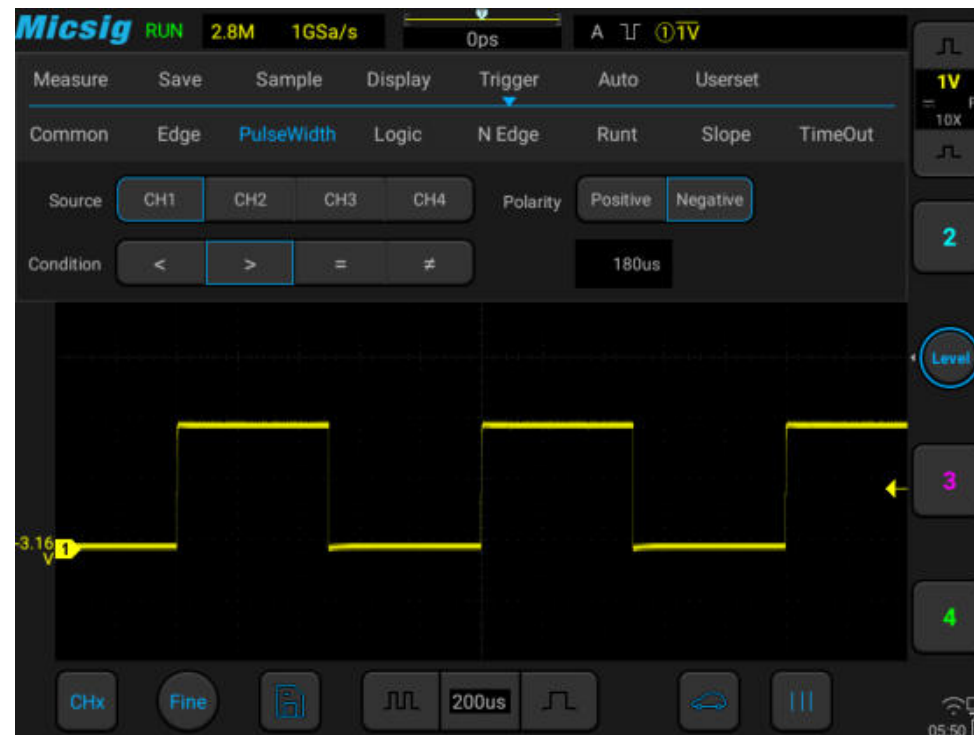 Micsig RUN 2.8M 1GSa/s 0ps A ①1V
Measure Save Sample Display Trigger Auto Userset
1V
10X
Common Edge PulseWidth Logic N Edge Runt Slope TimeOut
Source CH1 CH2 CH3 CH4 Polarity Positive Negative
2
Condition < > = ≠ 180us
Level
3
-3.16
V
1
4
CHx Fine 200us
05:50